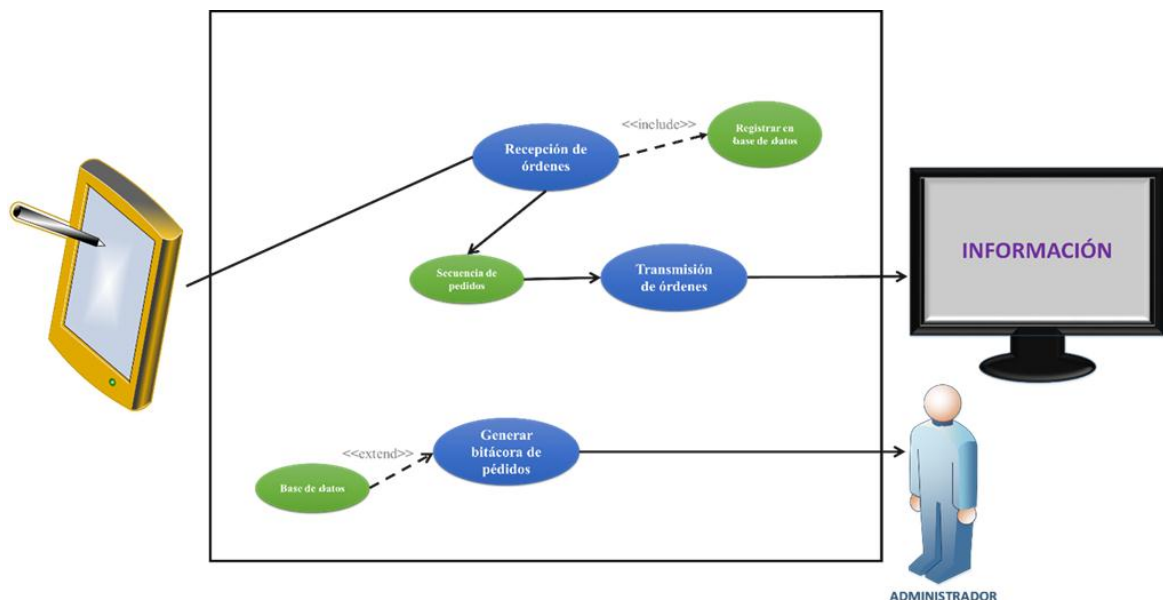 <<include>>
Registrar en
base de datos
Recepción de
órdenes
INFORMACIÓN
Secuencia de
pedidos
Transmisión
de órdenes
Generar
bitácora de
pédidos
<<extend>>
Base de datos
ADMINISTRADOR